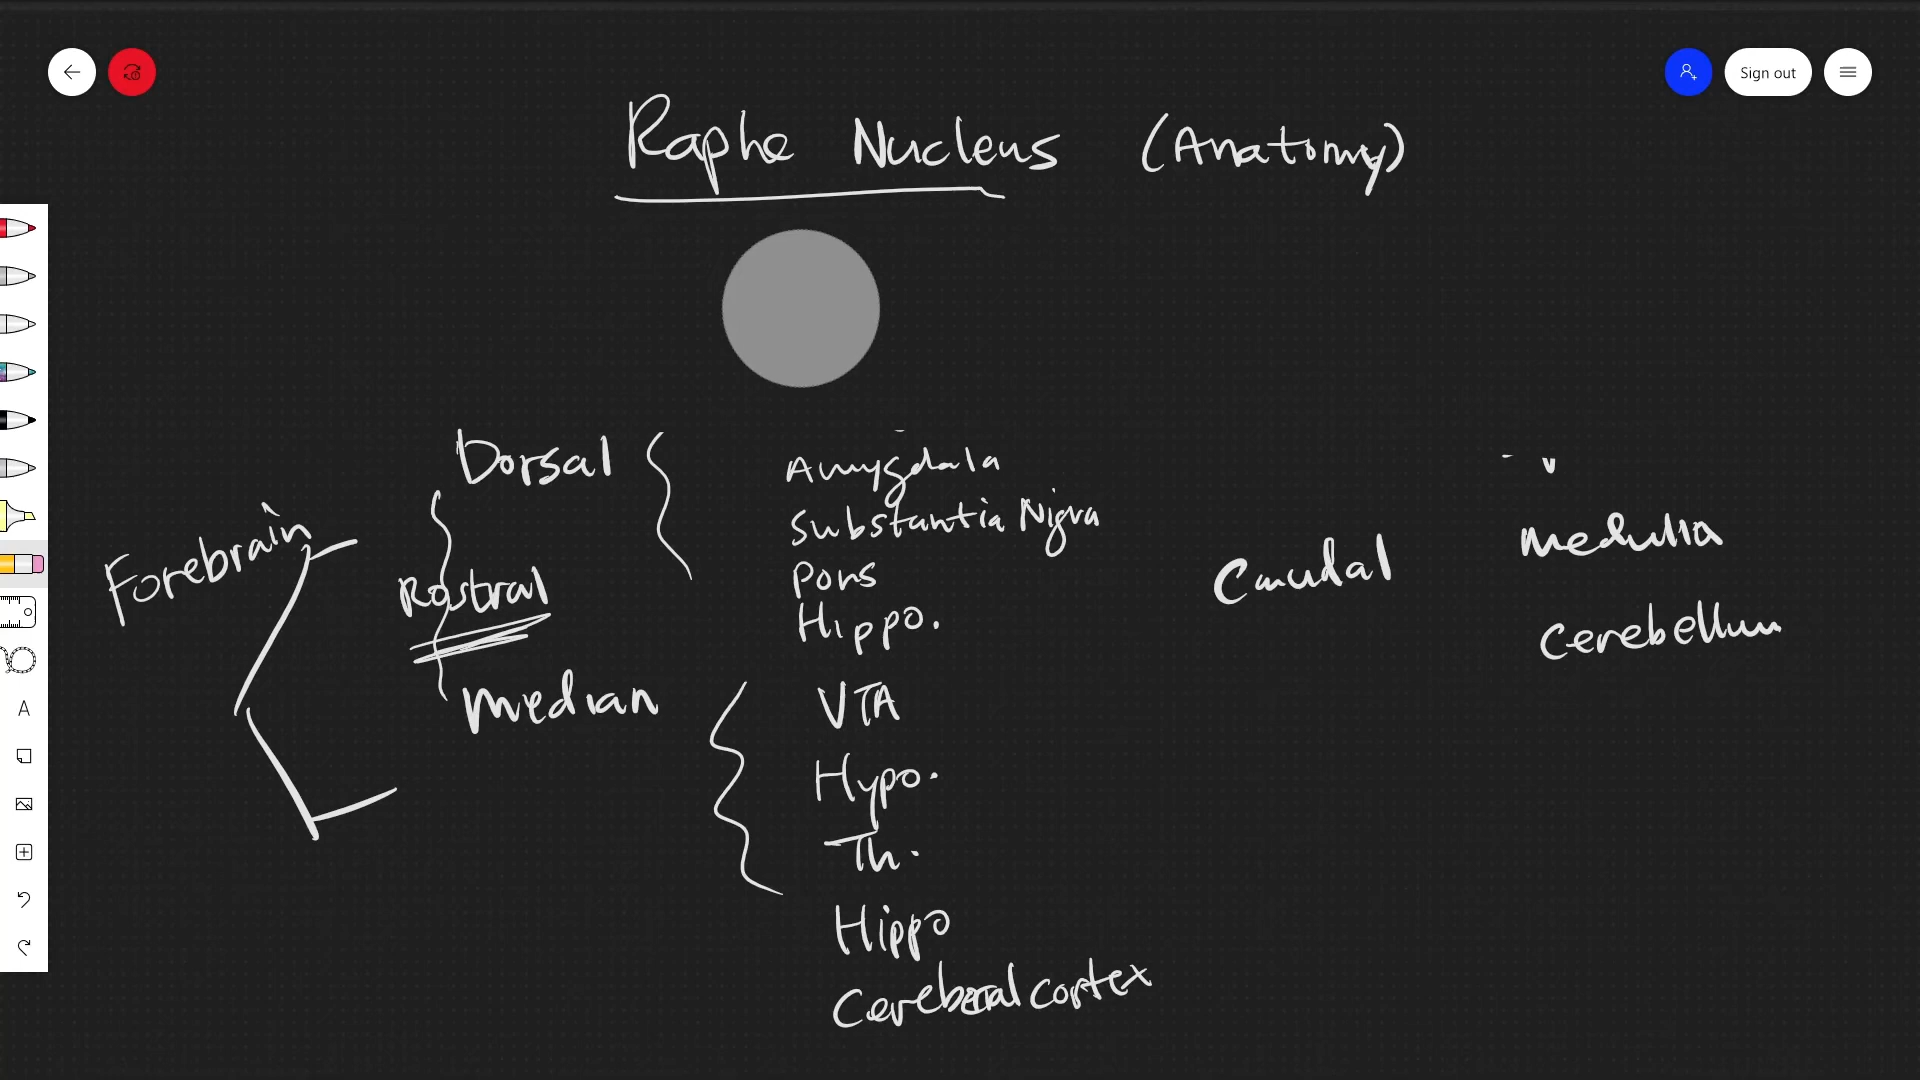 Sign out
Raphe Nucleus (Anatomy)
Forebrain
Rostral
Dorsal
Amygdala
Substantia Nigra
Pons
Hippo.
Median
VTA
Hypo.
Th.
Hippo
Cerebral cortex
Caudal
Medulla
Cerebellum